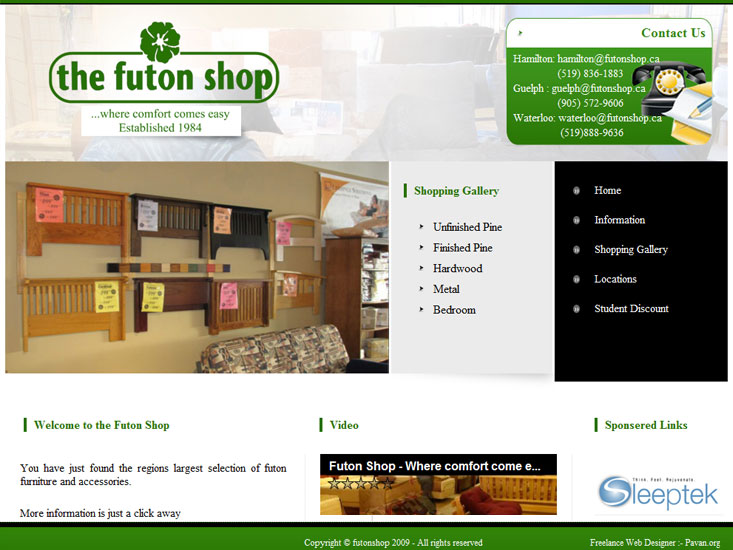 the futon shop
...where comfort comes easy
Established 1984
Contact Us
Hamilton: hamilton@futonshop.ca
(519) 836-1883
Guelph : guelph@futonshop.ca
(905) 572-9606
Waterloo: waterloo@futonshop.ca
(519)888-9636
Shopping Gallery
Unfinished Pine
Finished Pine
Hardwood
Metal
Bedroom
Home
Information
Shopping Gallery
Locations
Student Discount
Welcome to the Futon Shop
You have just found the regions largest selection of futon
furniture and accessories.
More information is just a click away
Video
Futon Shop - Where comfort come e...
Sponsered Links
Think. Feel. Rejuvenate.
Sleeptek
Copyright © futonshop 2009 - All rights reserved
Freelance Web Designer :- Pavan.org